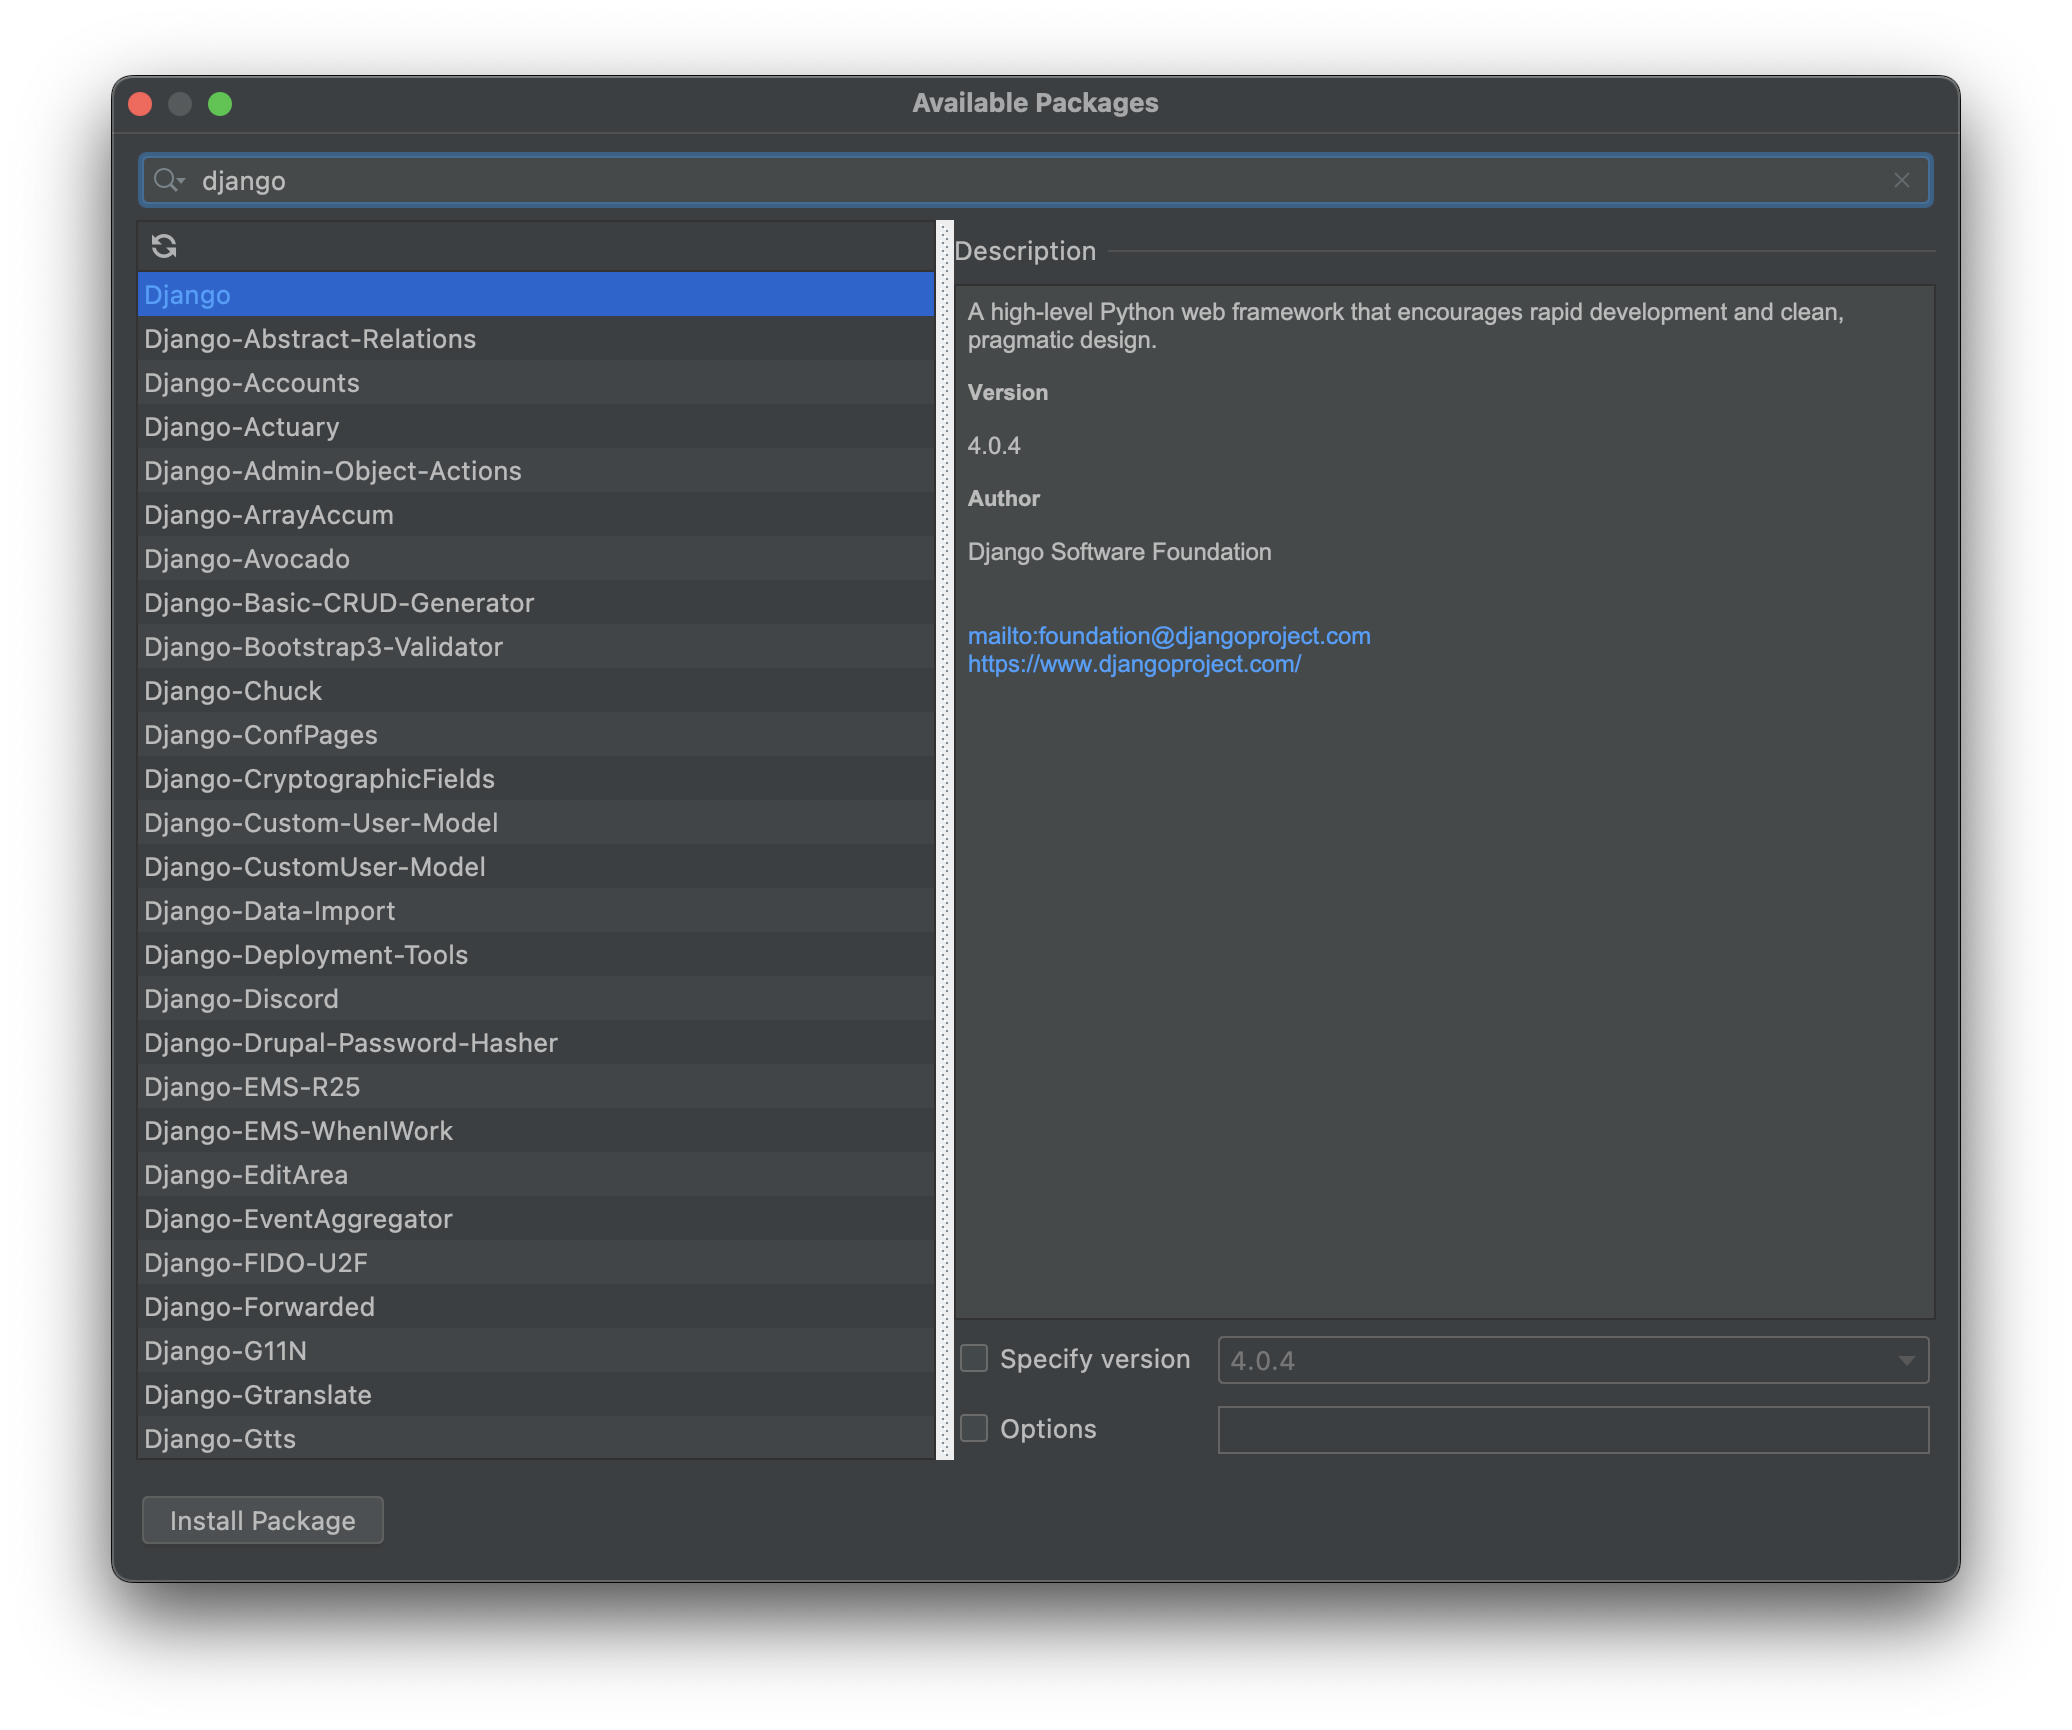 Available Packages
django
Django
Django-Abstract-Relations
Django-Accounts
Django-Actuary
Django-Admin-Object-Actions
Django-ArrayAccum
Django-Avocado
Django-Basic-CRUD-Generator
Django-Bootstrap3-Validator
Django-Chuck
Django-ConfPages
Django-CryptographicFields
Django-Custom-User-Model
Django-CustomUser-Model
Django-Data-Import
Django-Deployment-Tools
Django-Discord
Django-Drupal-Password-Hasher
Django-EMS-R25
Django-EMS-WhenIWork
Django-EditArea
Django-EventAggregator
Django-FIDO-U2F
Django-Forwarded
Django-G11N
Django-Gtranslate
Django-Gtts
Description
A high-level Python web framework that encourages rapid development and clean,
pragmatic design.
Version
4.0.4
Author
Django Software Foundation
mailto:foundation@djangoproject.com
https://www.djangoproject.com/
Specify version 4.0.4
Options
Install Package